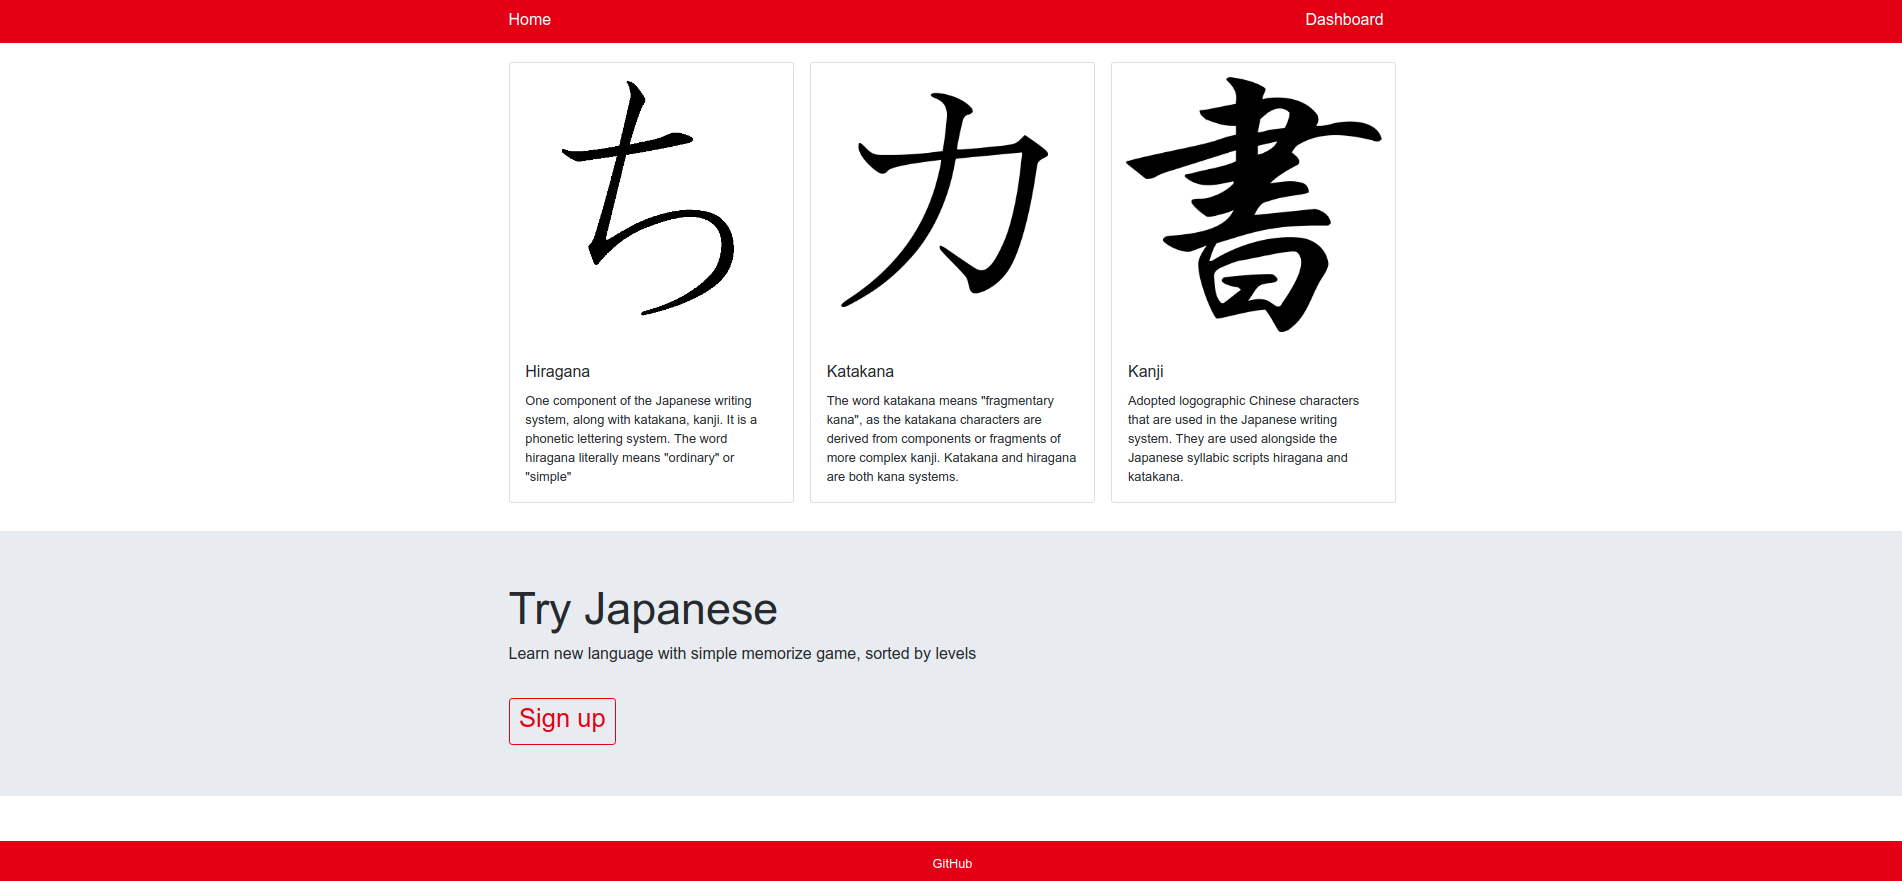 Home
Dashboard
ち
カ
書
Hiragana
One component of the Japanese writing
system, along with katakana, kanji. It is a
phonetic lettering system. The word
hiragana literally means "ordinary" or
"simple"
Katakana
The word katakana means "fragmentary
kana", as the katakana characters are
derived from components or fragments of
more complex kanji. Katakana and hiragana
are both kana systems.
Kanji
Adopted logographic Chinese characters
that are used in the Japanese writing
system. They are used alongside the
Japanese syllabic scripts hiragana and
katakana.
Try Japanese
Learn new language with simple memorize game, sorted by levels
Sign up
GitHub